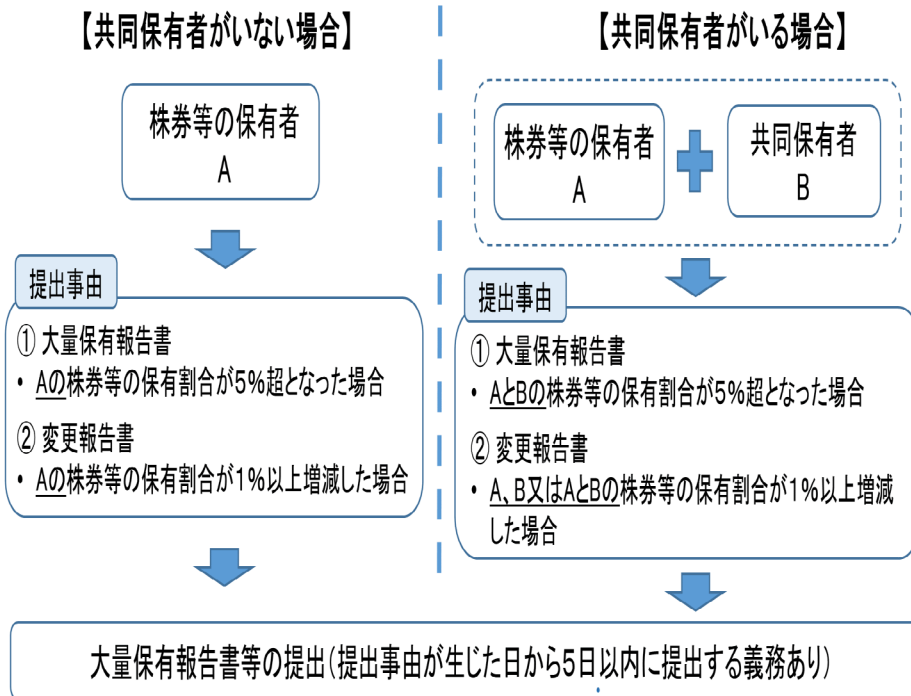 【共同保有者がいない場合】
株券等の保有者
A
提出事由
① 大量保有報告書
・ Aの株券等の保有割合が5%超となった場合
② 変更報告書
・ Aの株券等の保有割合が1%以上増減した場合
【共同保有者がいる場合】
株券等の保有者
A
共同保有者
B
提出事由
① 大量保有報告書
・ AとBの株券等の保有割合が5%超となった場合
② 変更報告書
・ A、B又はAとBの株券等の保有割合が1%以上増減
した場合
大量保有報告書等の提出(提出事由が生じた日から5日以内に提出する義務あり)